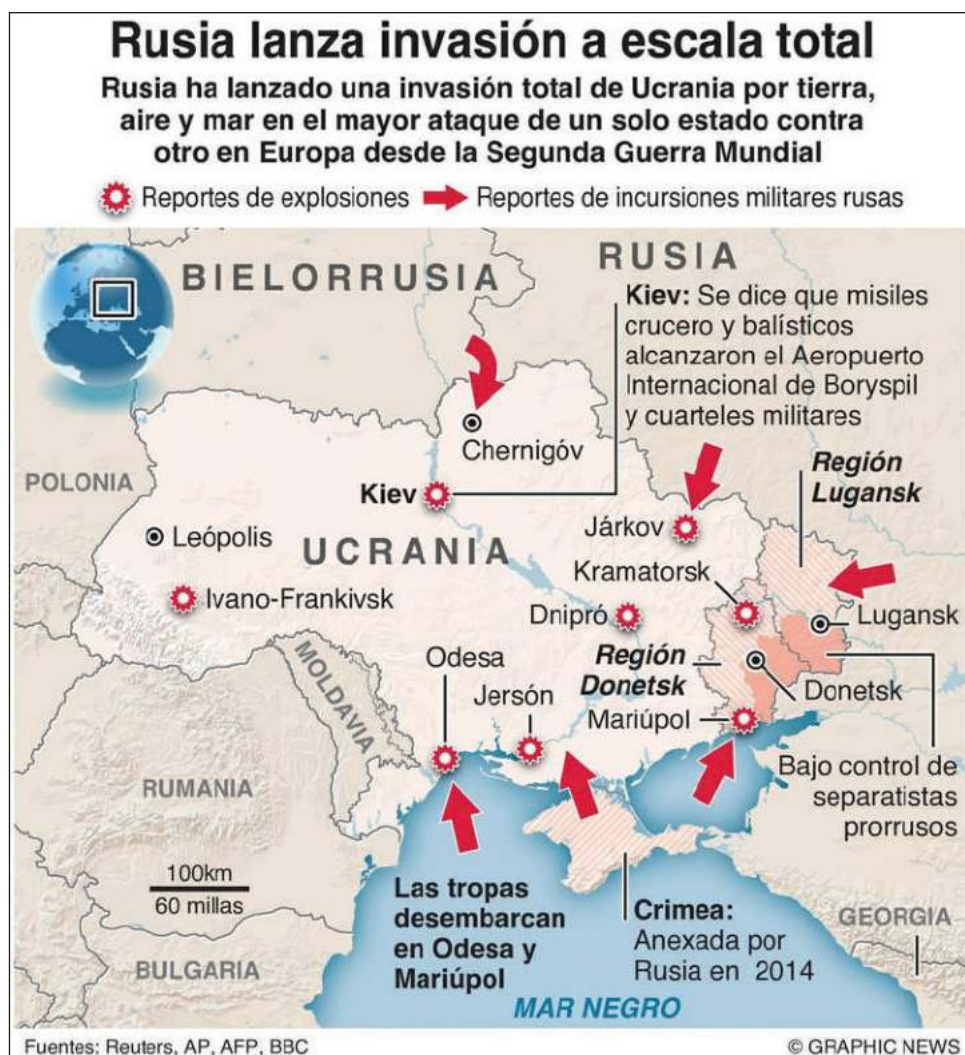 Rusia lanza invasión a escala total
Rusia ha lanzado una invasión total de Ucrania por tierra,
aire y mar en el mayor ataque de un solo estado contra
otro en Europa desde la Segunda Guerra Mundial
Reportes de explosiones
Reportes de incursiones militares rusas
BIELORRUSIA
RUSIA
Kiev: Se dice que misiles
crucero y balísticos
alcanzaron el Aeropuerto
Internacional de Boryspil
y cuarteles militares
Chernigóv
POLONIA
Kiev
Región
Lugansk
Leópolis
UCRANIA
Járkov
Kramatorsk
Ivano-Frankivsk
Dnipró
Lugansk
MOLDAVIA
Odesa
Región
Donetsk
Jersón
Donetsk
Mariúpol
RUMANIA
Bajo control de
separatistas
prorrusos
100km
60 millas
Las tropas
desembarcan
en Odesa y
Mariúpol
Crimea:
Anexada por
Rusia en 2014
GEORGIA
BULGARIA
MAR NEGRO
Fuentes: Reuters, AP, AFP, BBC
© GRAPHIC NEWS